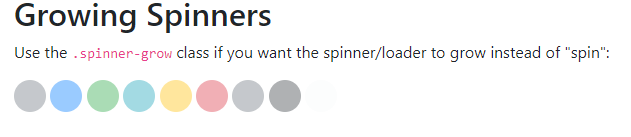 Growing Spinners
Use the .spinner-grow class if you want the spinner/loader to grow instead of "spin":